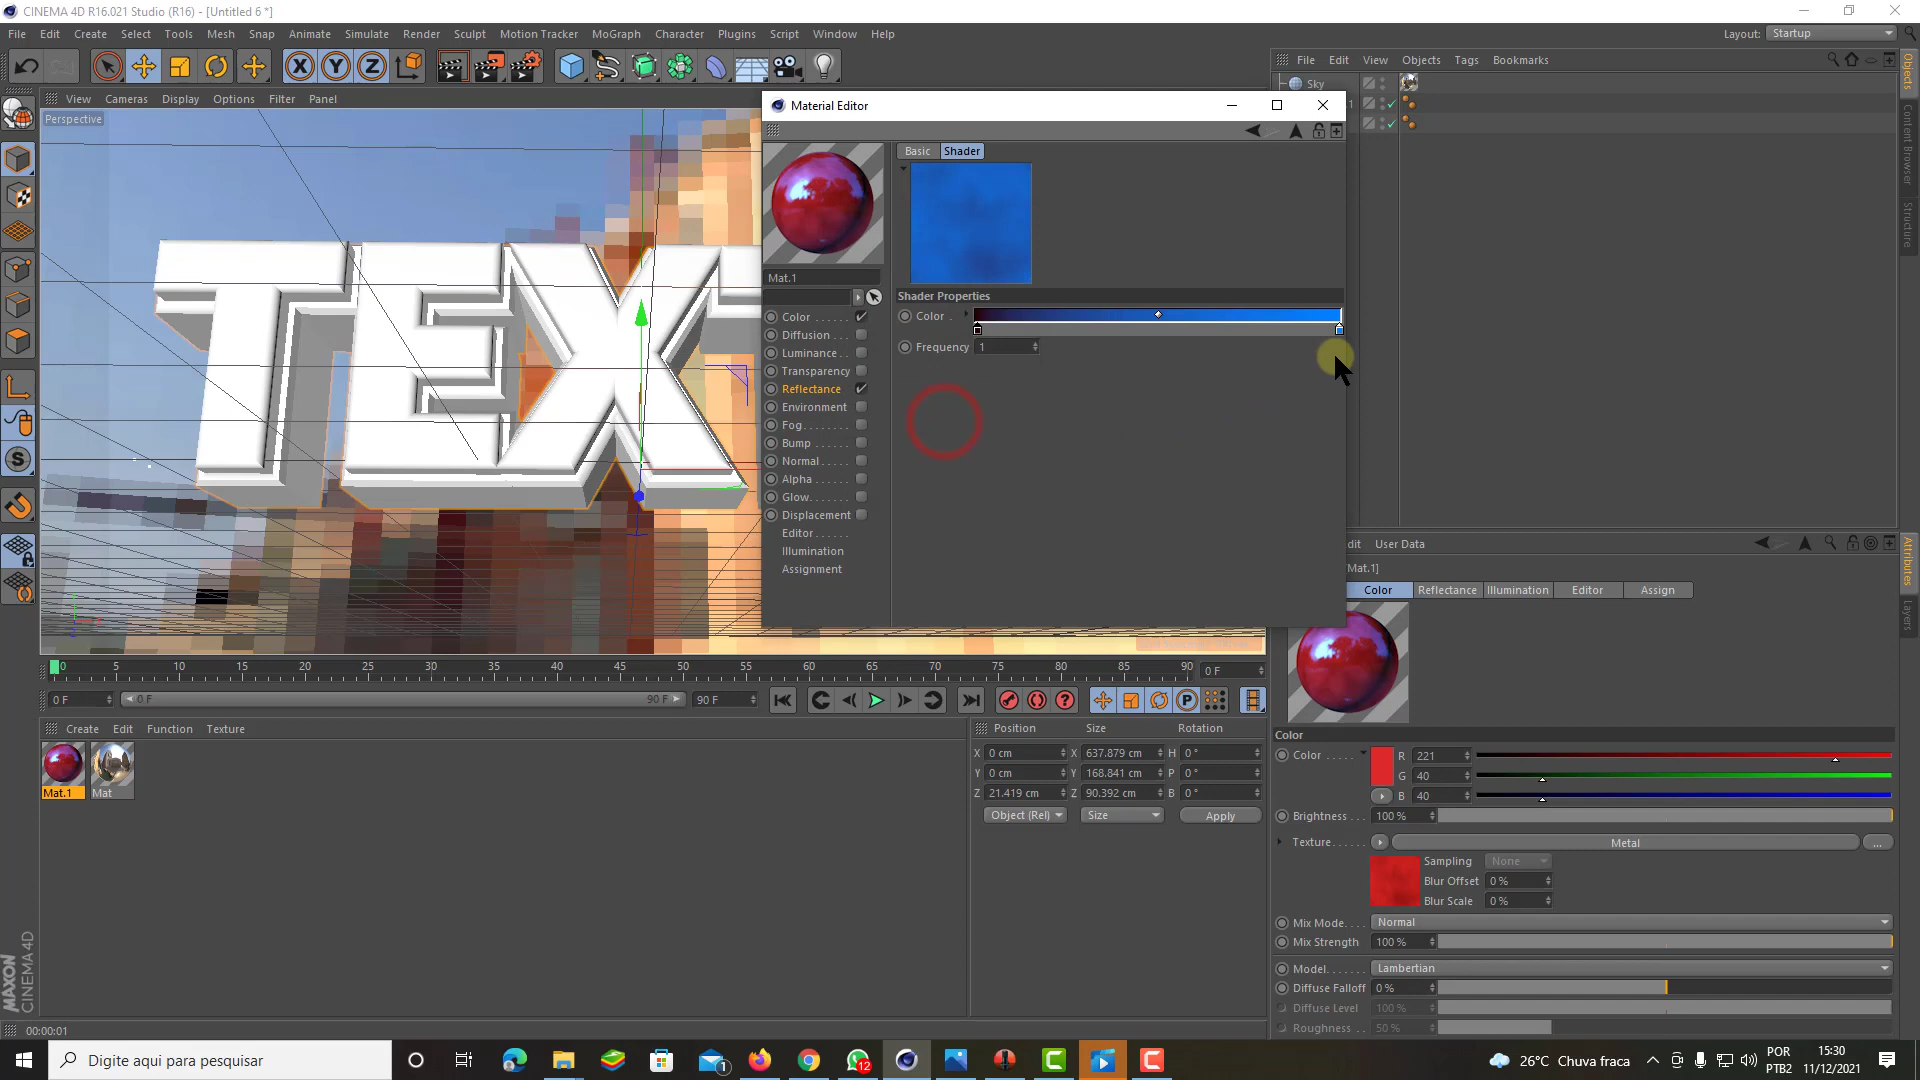 CINEMA 4D R16.021 Studio (R16) - [Untitled 6 *]
File Edit Create Select Tools Mesh Snap Animate Simulate Render Sculpt Motion Tracker MoGraph Character Plugins Script Window Help
Layout: Startup
File Edit View Objects Tags Bookmarks
View Cameras Display Options Filter Panel
Perspective
Sky
Objects
Content Browser
Structure
Material Editor
Basic Shader
Mat.1
Shader Properties
Color
Frequency 1
Color
Diffusion
Luminance
Transparency
Reflectance
Environment
Fog
Bump
Normal
Alpha
Glow
Displacement
Editor
Illumination
Assignment
TEX
dit User Data
[Mat.1]
Color Reflectance Illumination Editor Assign
Attributes
Layers
0 5 10 15 20 25 30 35 40 45 50 55 60 65 70 75 80 85 90 0 F
0 F 0 F 90 F 90 F
Create Edit Function Texture
Mat.1 Mat
Position Size Rotation
X 0 cm X 637.879 cm H 0 °
Y 0 cm Y 168.841 cm P 0 °
Z 21.419 cm Z 90.392 cm B 0 °
Object (Rel) Size Apply
Color
Color R 221
G 40
B 40
Brightness 100 %
Texture Metal ...
Sampling None
Blur Offset 0 %
Blur Scale 0 %
Mix Mode Normal
Mix Strength 100 %
Model Lambertian
Diffuse Falloff 0 %
Diffuse Level 100 %
Roughness 50 %
MAXON CINEMA 4D
00:00:01
Digite aqui para pesquisar
1
12
26°C Chuva fraca
POR
PTB2
15:30
11/12/2021